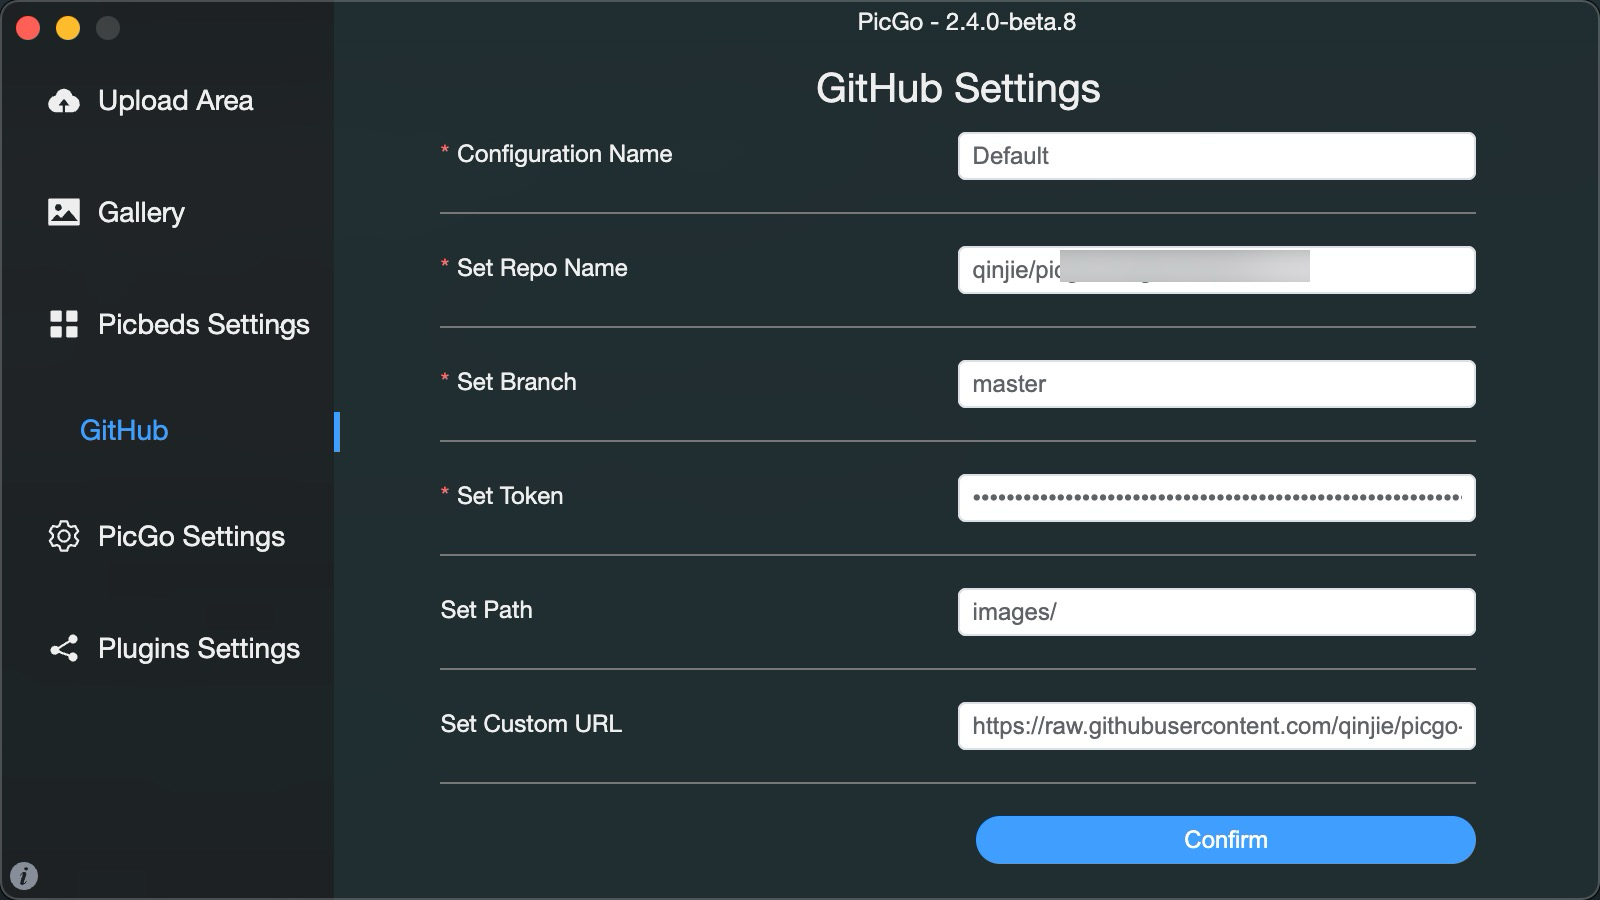 PicGo - 2.4.0-beta.8
Upload Area
Gallery
Picbeds Settings
GitHub
PicGo Settings
Plugins Settings
GitHub Settings
* Configuration Name
Default
* Set Repo Name
qinjie/pic
* Set Branch
master
* Set Token
Set Path
images/
Set Custom URL
https://raw.githubusercontent.com/qinjie/picgo-
Confirm